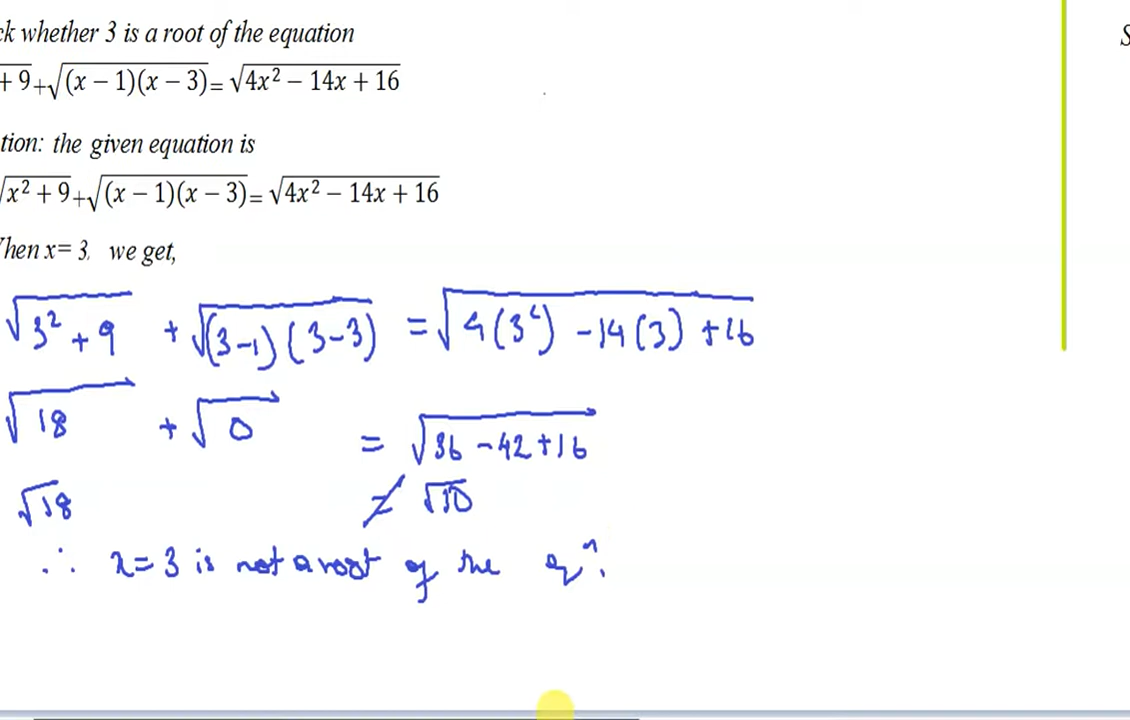 ck whether 3 is a root of the equation
+ 9+√(x − 1)(x − 3)= √4x² − 14x + 16
tion: the given equation is
√x² + 9+√(x − 1)(x − 3)= √4x² − 14x + 16
When x= 3, we get,
√3² + 9 + √(3-1)(3-3) = √4(3²) - 14(3) + 16
√18 + √0 = √36 - 42 + 16
√18 ≠ √10
∴ x=3 is not a root of the eqn.
S